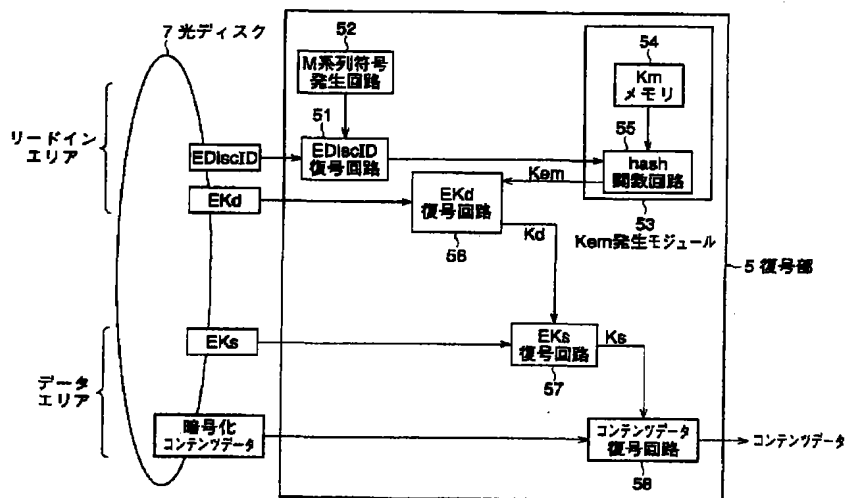 7 光ディスク
リードイン
エリア
EDiscID
EKd
データ
エリア
EKs
暗号化
コンテンツデータ
52
M系列符号
発生回路
51
EDiscID
復号回路
54
Km
メモリ
55
hash
関数回路
53
Kem発生モジュール
Kem
EKd
復号回路
56
Kd
5 復号部
EKs
復号回路
57
Ks
コンテンツデータ
復号回路
58
コンテンツデータ